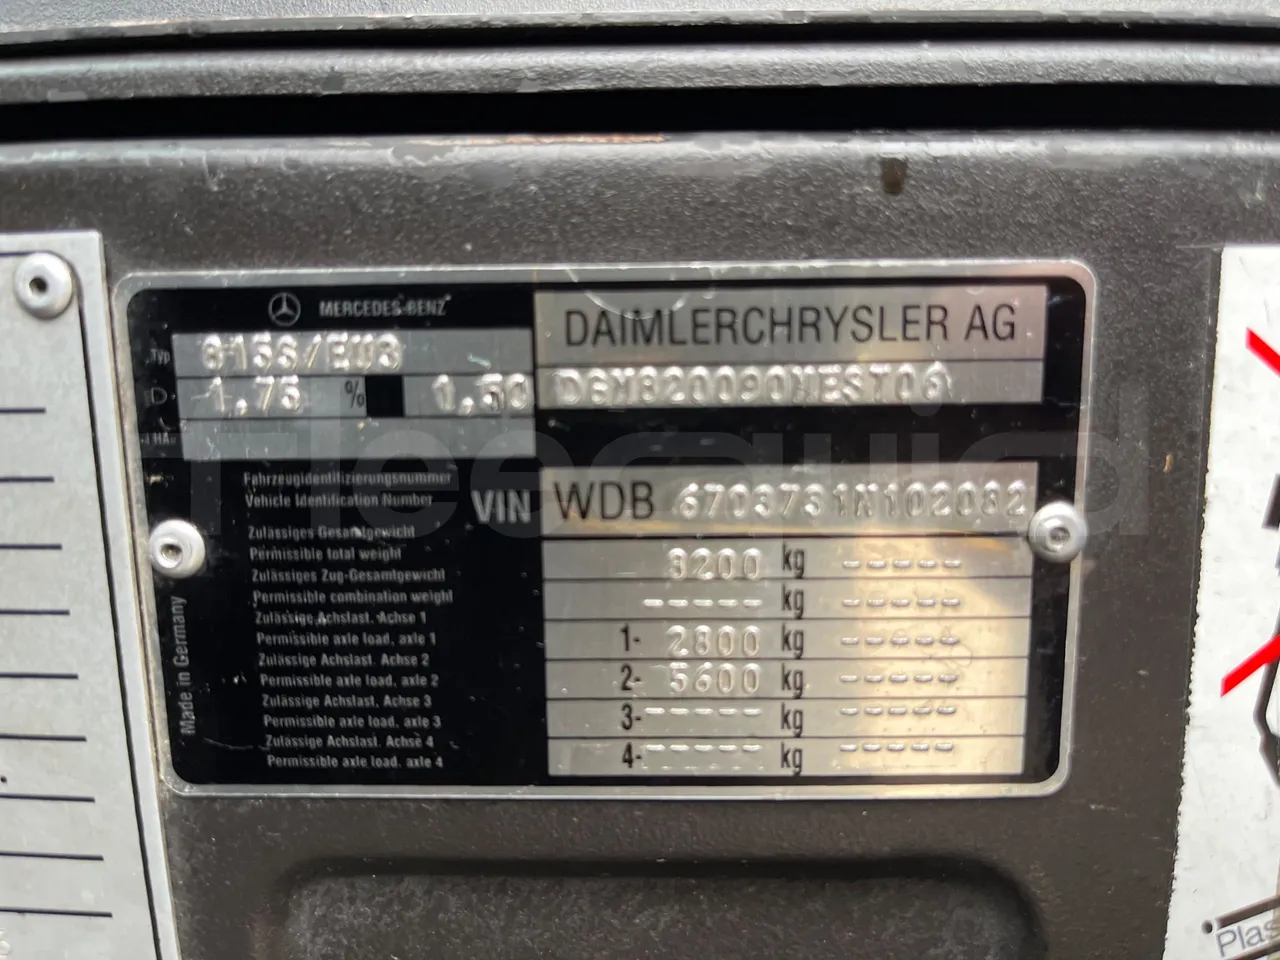 MERCEDES-BENZ
DAIMLERCHRYSLER AG
Typ 815S/EU3
D 1,75 % 1,50 DGM820090MEST06
Fahrzeugidentifizierungsnummer
Vehicle Identification Number VIN WDB 6703731N102082
Zulässiges Gesamtgewicht
Permissible total weight 8200 kg -----
Zulässiges Zug-Gesamtgewicht
Permissible combination weight ----- kg -----
Zulässige Achslast. Achse 1
Permissible axle load, axle 1 1- 2800 kg -----
Zulässige Achslast. Achse 2
Permissible axle load, axle 2 2- 5600 kg -----
Zulässige Achslast. Achse 3
Permissible axle load, axle 3 3- ----- kg -----
Zulässige Achslast. Achse 4
Permissible axle load, axle 4 4- ----- kg -----
Made in Germany
fleequid